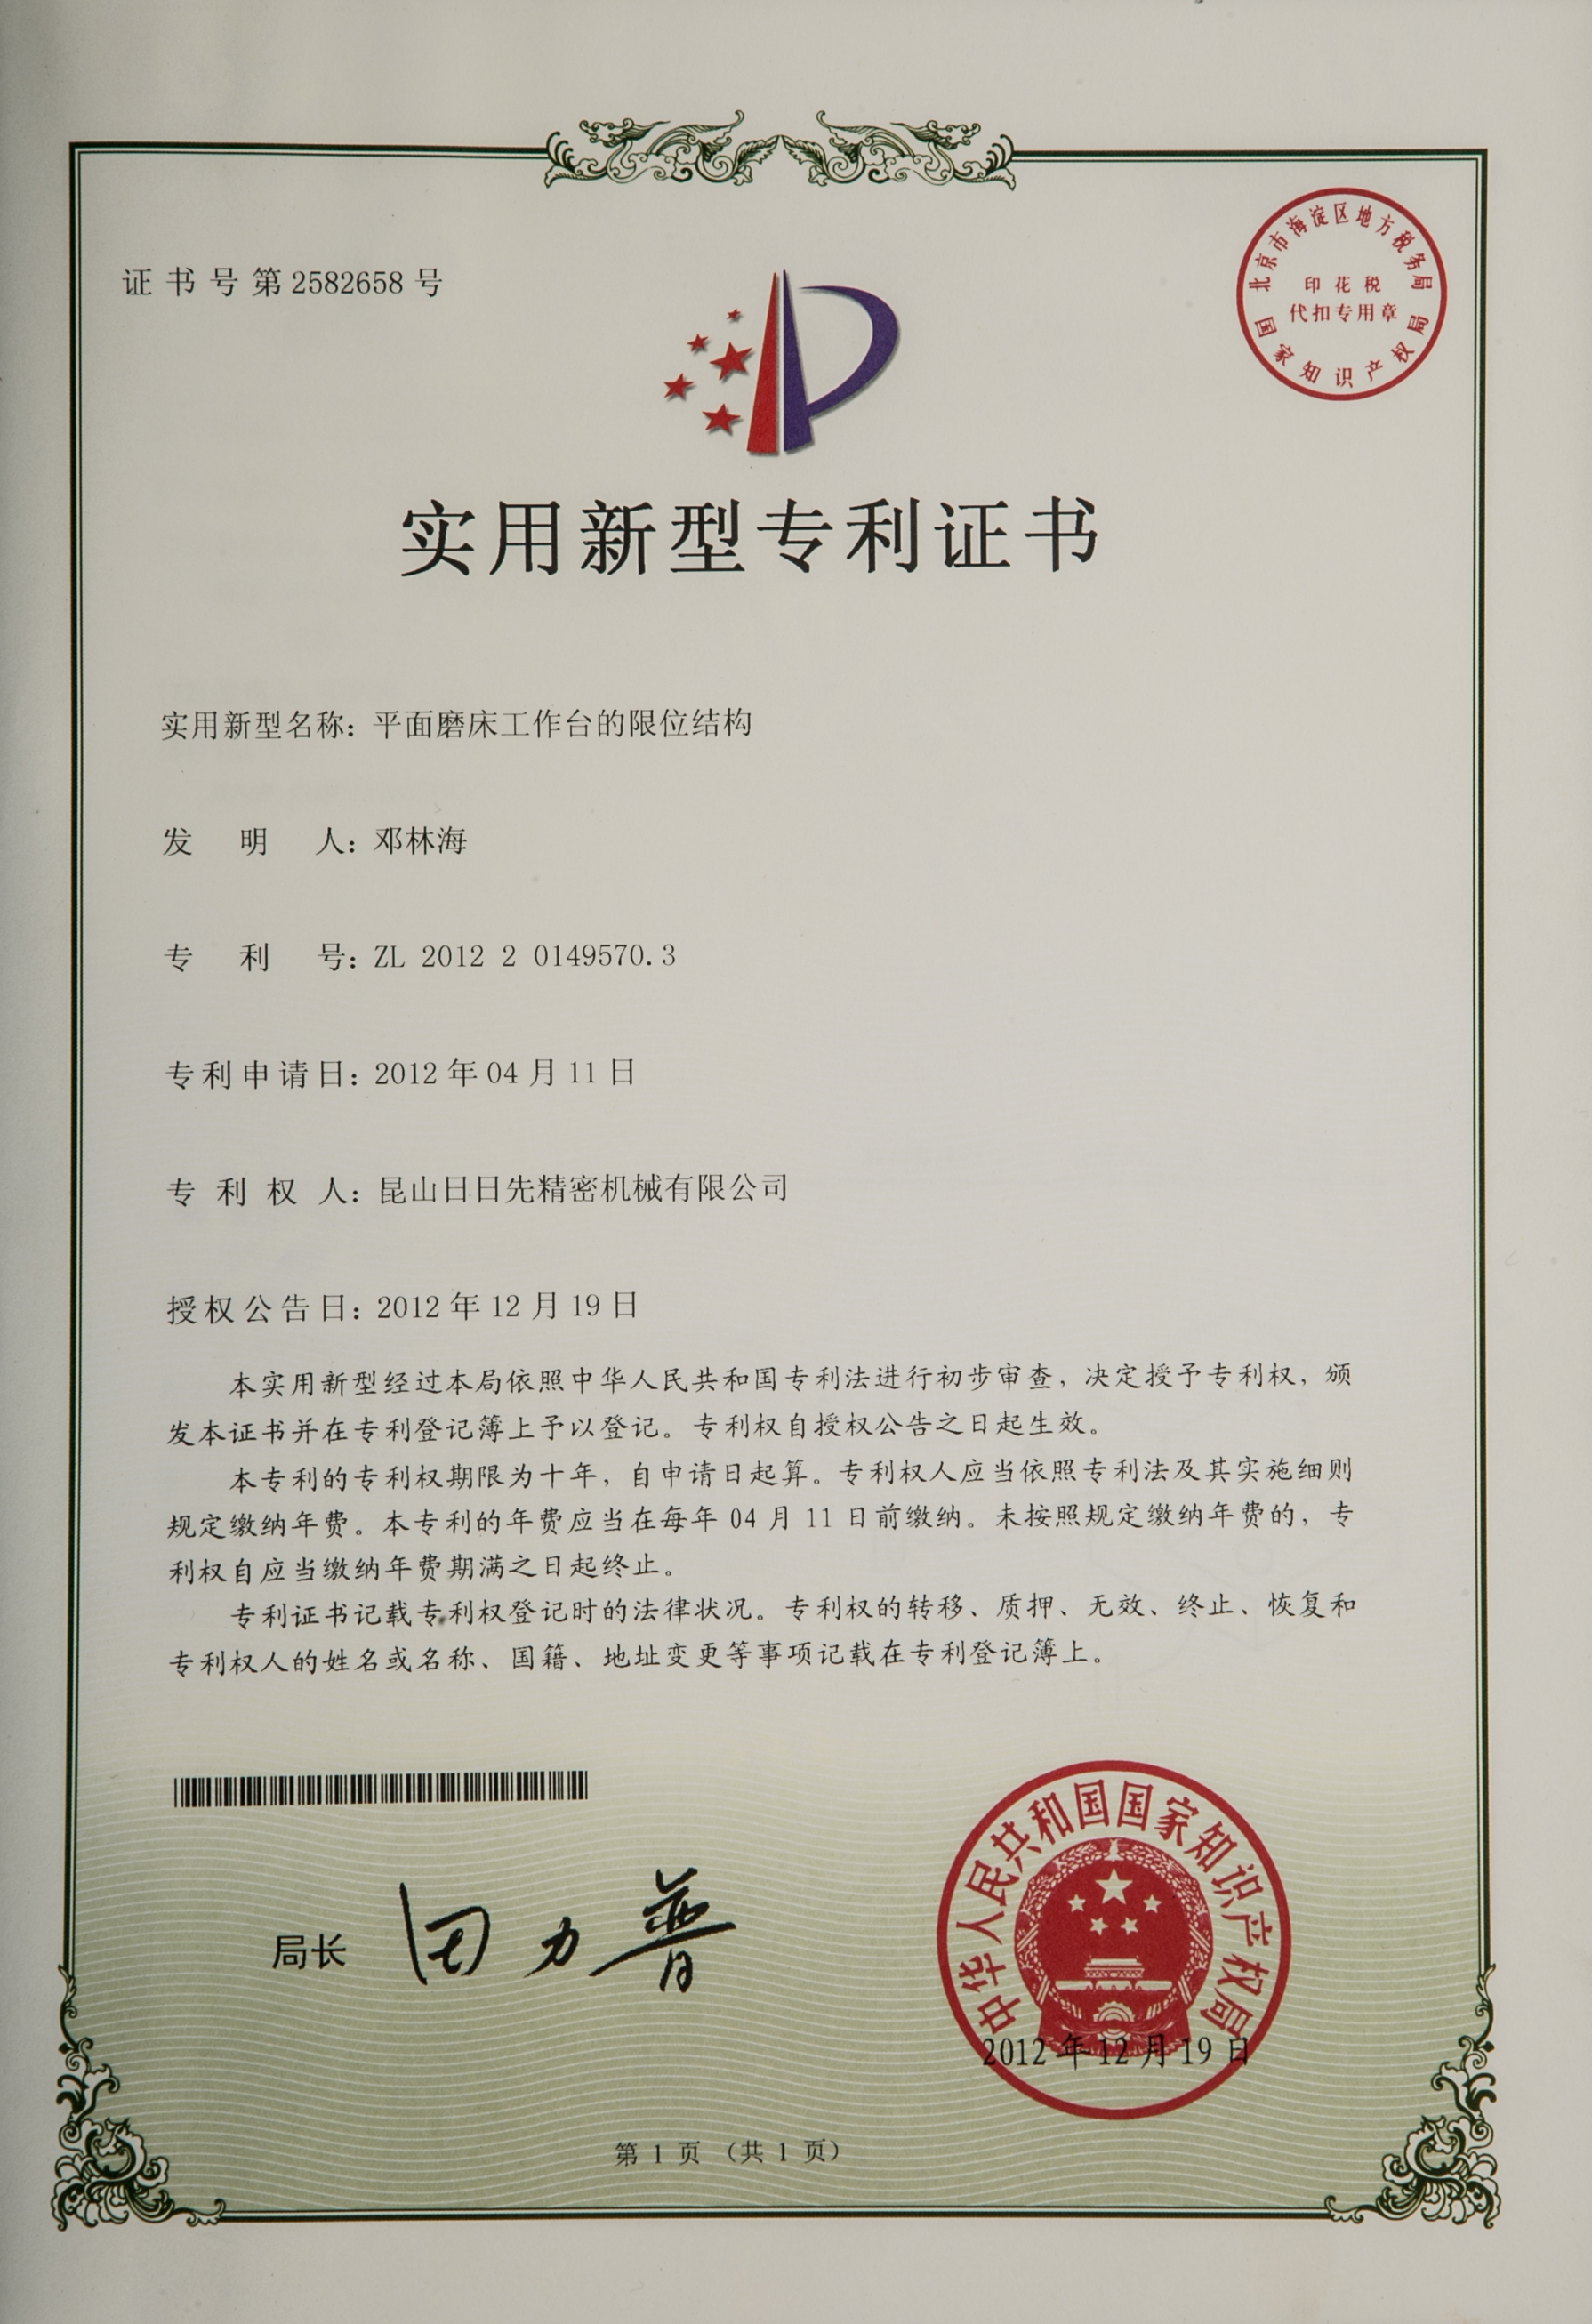 证书号第2582658号
北京市海淀区地方税务局
印花税
代扣专用章
国家知识产权局
实用新型专利证书
实用新型名称：平面磨床工作台的限位结构
发明人：邓林海
专利号：ZL 2012 2 0149570.3
专利申请日：2012年04月11日
专利权人：昆山日日先精密机械有限公司
授权公告日：2012年12月19日
本实用新型经过本局依照中华人民共和国专利法进行初步审查，决定授予专利权，颁
发本证书并在专利登记簿上予以登记。专利权自授权公告之日起生效。
本专利的专利权期限为十年，自申请日起算。专利权人应当依照专利法及其实施细则
规定缴纳年费。本专利的年费应当在每年04月11日前缴纳。未按照规定缴纳年费的，专
利权自应当缴纳年费期满之日起终止。
专利证书记载专利权登记时的法律状况。专利权的转移、质押、无效、终止、恢复和
专利权人的姓名或名称、国籍、地址变更等事项记载在专利登记簿上。
局长 田力普
中华人民共和国国家知识产权局
2012年12月19日
第1页（共1页）